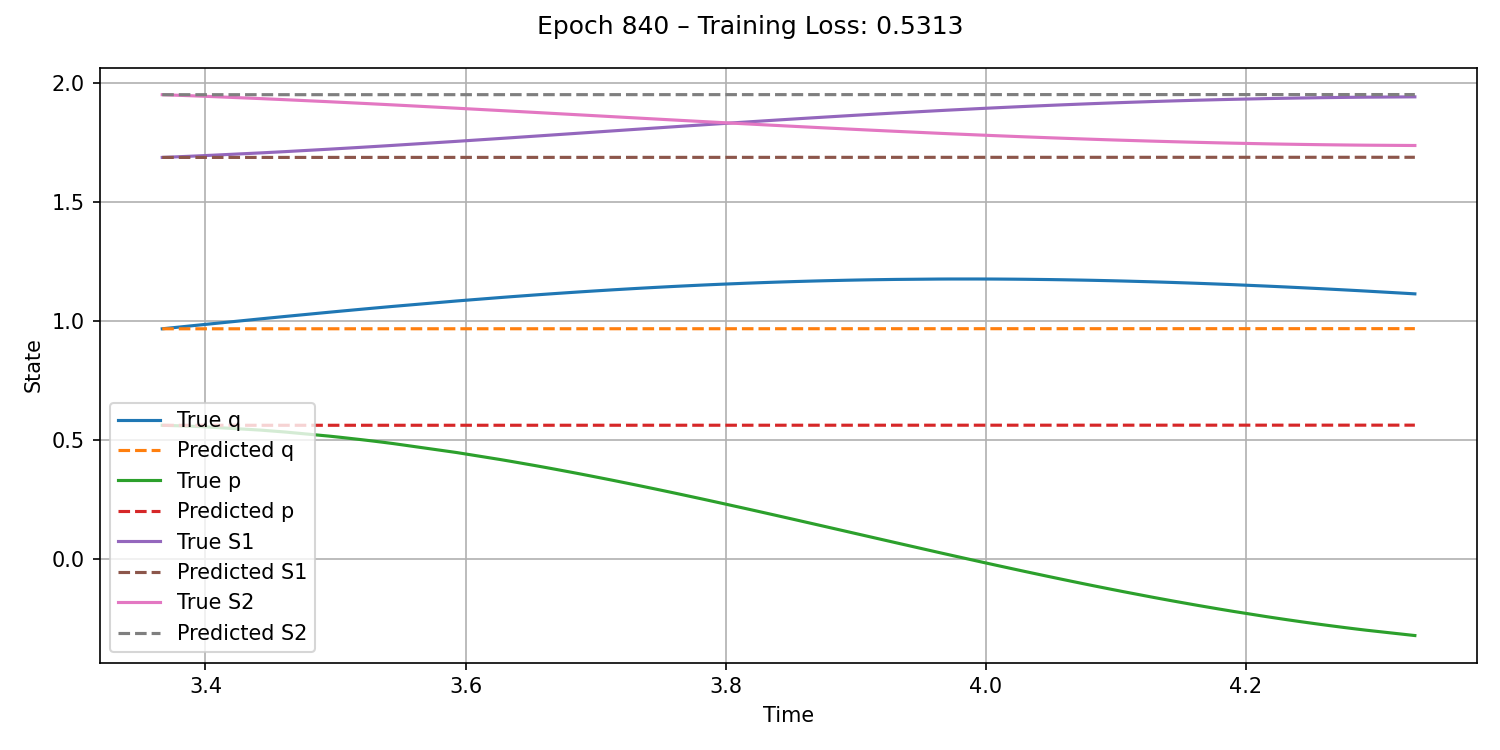 Epoch 840 – Training Loss: 0.5313
2.0
1.5
1.0
0.5
0.0
State
True q
Predicted q
True p
Predicted p
True S1
Predicted S1
True S2
Predicted S2
3.4 3.6 3.8 4.0 4.2
Time